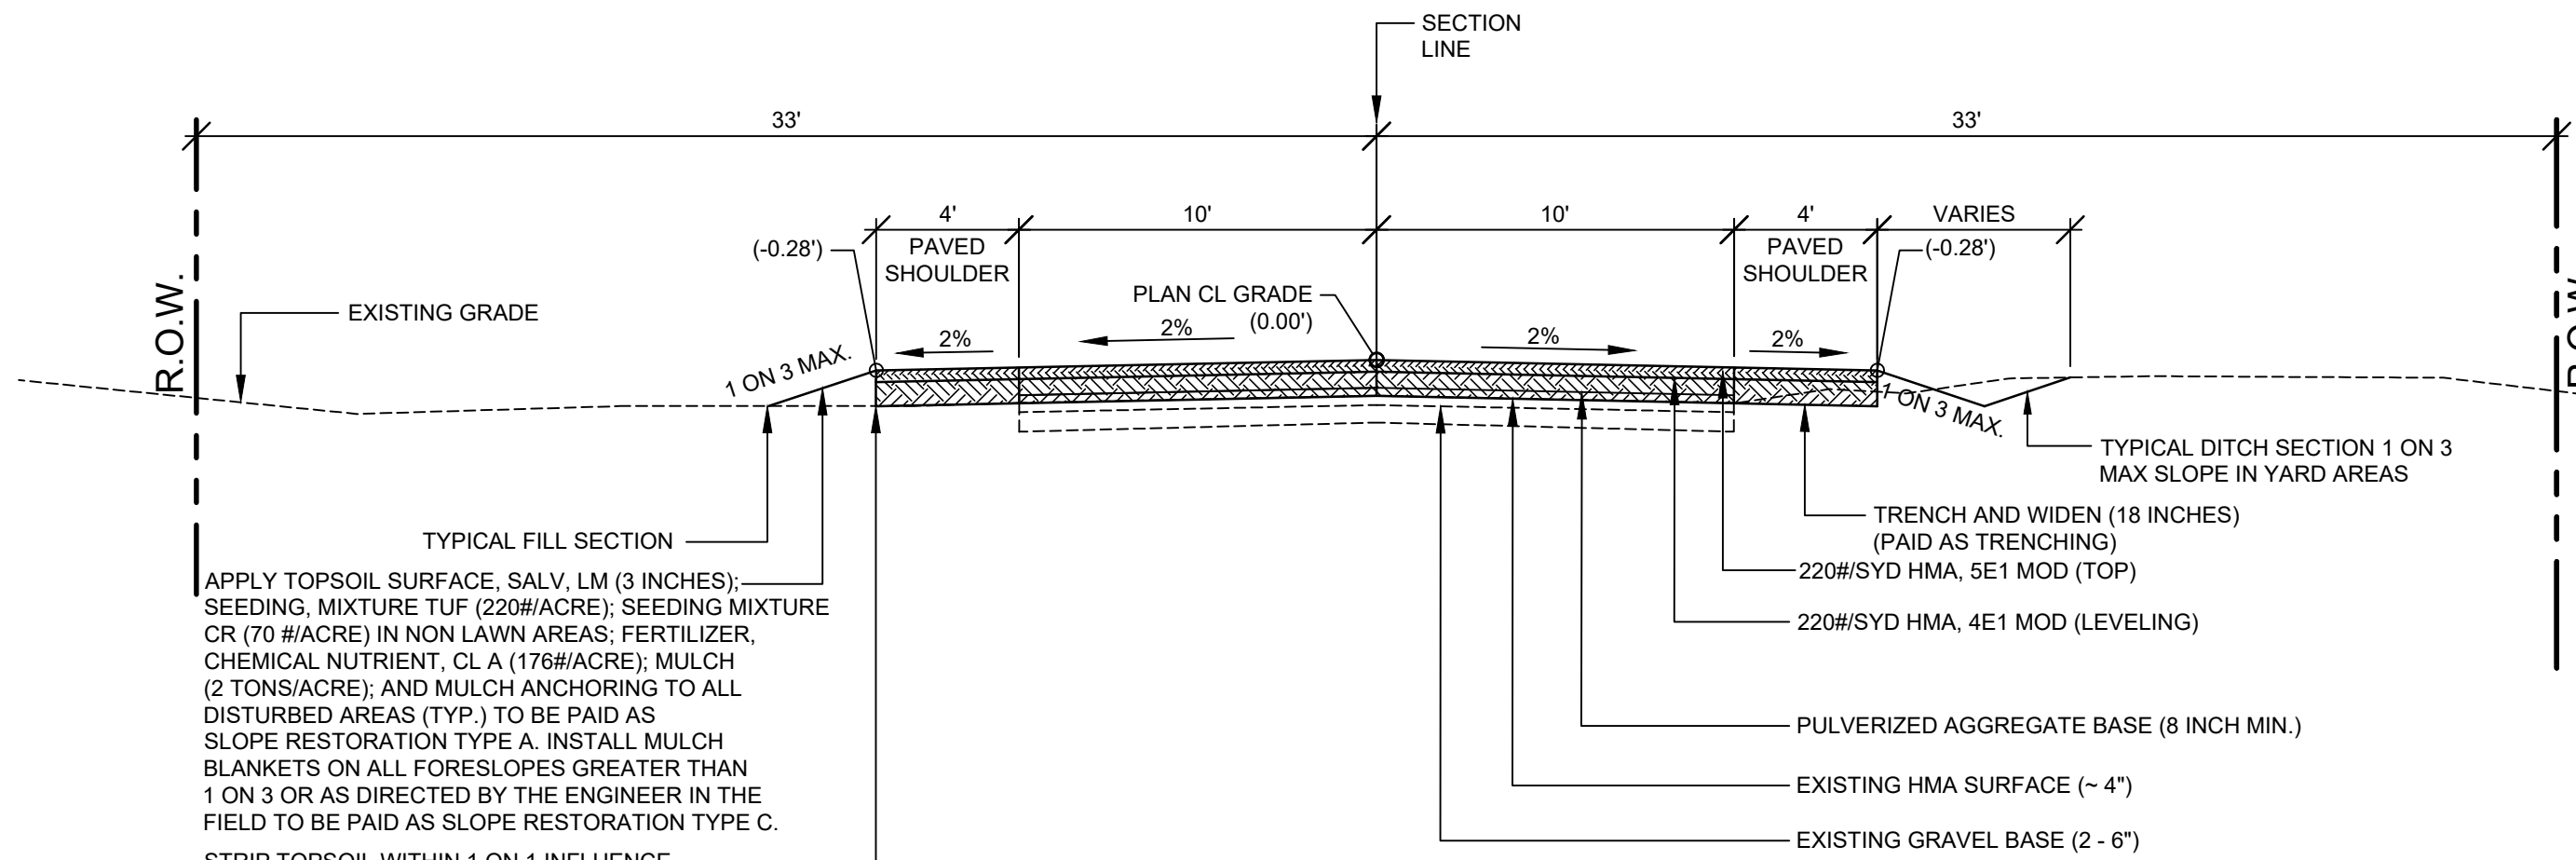 SECTION
LINE
33'
33'
4'
10'
10'
4'
VARIES
(-0.28')
PAVED
SHOULDER
PAVED
SHOULDER
(-0.28')
R.O.W.
R.O.W.
EXISTING GRADE
PLAN CL GRADE
(0.00')
2%
2%
2%
2%
1 ON 3 MAX.
1 ON 3 MAX.
TYPICAL DITCH SECTION 1 ON 3
MAX SLOPE IN YARD AREAS
TRENCH AND WIDEN (18 INCHES)
(PAID AS TRENCHING)
TYPICAL FILL SECTION
220#/SYD HMA, 5E1 MOD (TOP)
220#/SYD HMA, 4E1 MOD (LEVELING)
PULVERIZED AGGREGATE BASE (8 INCH MIN.)
EXISTING HMA SURFACE (~ 4")
EXISTING GRAVEL BASE (2 - 6")
APPLY TOPSOIL SURFACE, SALV, LM (3 INCHES);
SEEDING, MIXTURE TUF (220#/ACRE); SEEDING MIXTURE
CR (70 #/ACRE) IN NON LAWN AREAS; FERTILIZER,
CHEMICAL NUTRIENT, CL A (176#/ACRE); MULCH
(2 TONS/ACRE); AND MULCH ANCHORING TO ALL
DISTURBED AREAS (TYP.) TO BE PAID AS
SLOPE RESTORATION TYPE A. INSTALL MULCH
BLANKETS ON ALL FORESLOPES GREATER THAN
1 ON 3 OR AS DIRECTED BY THE ENGINEER IN THE
FIELD TO BE PAID AS SLOPE RESTORATION TYPE C.
STRIP TOPSOIL WITHIN 1 ON 1 INFLUENCE